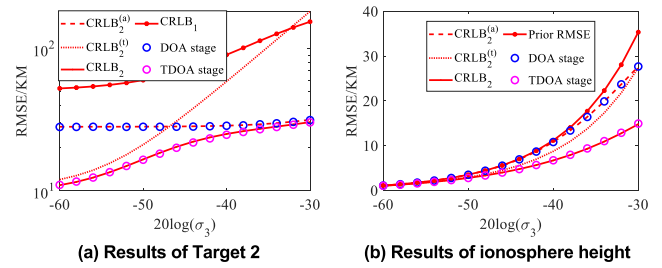 CRLB₂⁽ᵃ⁾ CRLB₁
CRLB₂⁽ᵗ⁾ DOA stage
CRLB₂ TDOA stage
RMSE/KM
10²
10¹
-60 -50 -40 -30
20log(σ₃)
(a) Results of Target 2
CRLB₂⁽ᵃ⁾ Prior RMSE
CRLB₂⁽ᵗ⁾ DOA stage
CRLB₂ TDOA stage
RMSE/KM
40
30
20
10
0
-60 -50 -40 -30
20log(σ₃)
(b) Results of ionosphere height